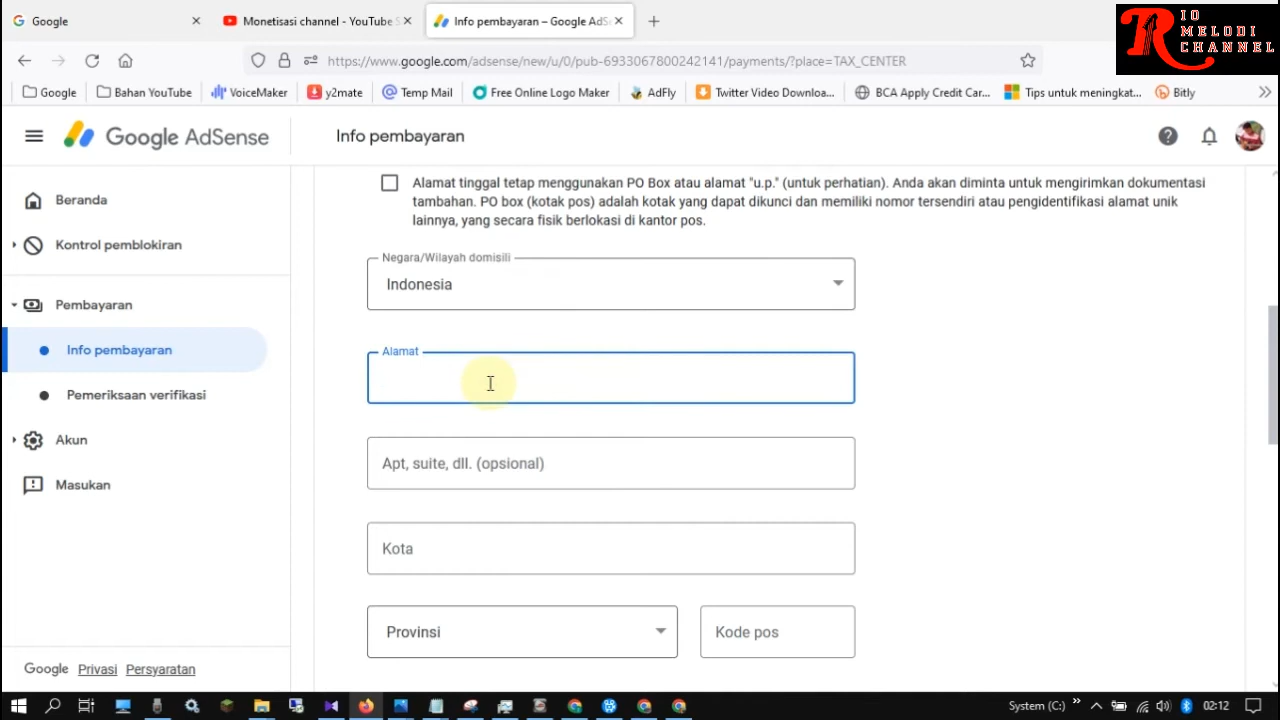 Google
Monetisasi channel - YouTube S
Info pembayaran – Google AdS
RIO
MELODI
CHANNEL
https://www.google.com/adsense/new/u/0/pub-6933067800242141/payments/?place=TAX_CENTER
Google
Bahan YouTube
VoiceMaker
y2mate
Temp Mail
Free Online Logo Maker
AdFly
Twitter Video Downloa...
BCA Apply Credit Car...
Tips untuk meningkat...
Bitly
Google AdSense
Info pembayaran
Beranda
Kontrol pemblokiran
Pembayaran
Info pembayaran
Pemeriksaan verifikasi
Akun
Masukan
Google Privasi Persyaratan
Alamat tinggal tetap menggunakan PO Box atau alamat "u.p." (untuk perhatian). Anda akan diminta untuk mengirimkan dokumentasi
tambahan. PO box (kotak pos) adalah kotak yang dapat dikunci dan memiliki nomor tersendiri atau pengidentifikasi alamat unik
lainnya, yang secara fisik berlokasi di kantor pos.
Negara/Wilayah domisili
Indonesia
Alamat
Apt, suite, dll. (opsional)
Kota
Provinsi
Kode pos
System (C:)
02:12